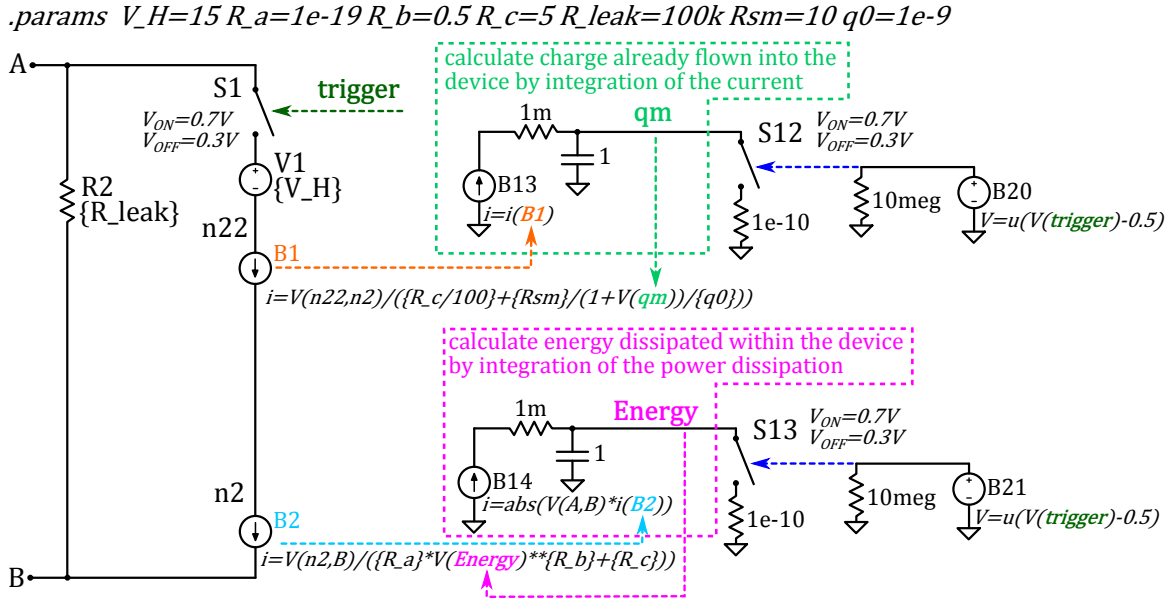 .params V_H=15 R_a=1e-19 R_b=0.5 R_c=5 R_leak=100k Rsm=10 q0=1e-9
A
S1
trigger
V_ON=0.7V
V_OFF=0.3V
V1
{V_H}
R2
{R_leak}
n22
B1
i=V(n22,n2)/({R_c/100}+{Rsm}/(1+V(qm))/{q0}))
calculate charge already flown into the
device by integration of the current
1m
qm
1
B13
i=i(B1)
S12
V_ON=0.7V
V_OFF=0.3V
1e-10
10meg
B20
V=u(V(trigger)-0.5)
calculate energy dissipated within the device
by integration of the power dissipation
1m
Energy
1
B14
i=abs(V(A,B)*i(B2))
S13
V_ON=0.7V
V_OFF=0.3V
1e-10
10meg
B21
V=u(V(trigger)-0.5)
n2
B2
i=V(n2,B)/({R_a}*V(Energy)**{R_b}+{R_c}))
B